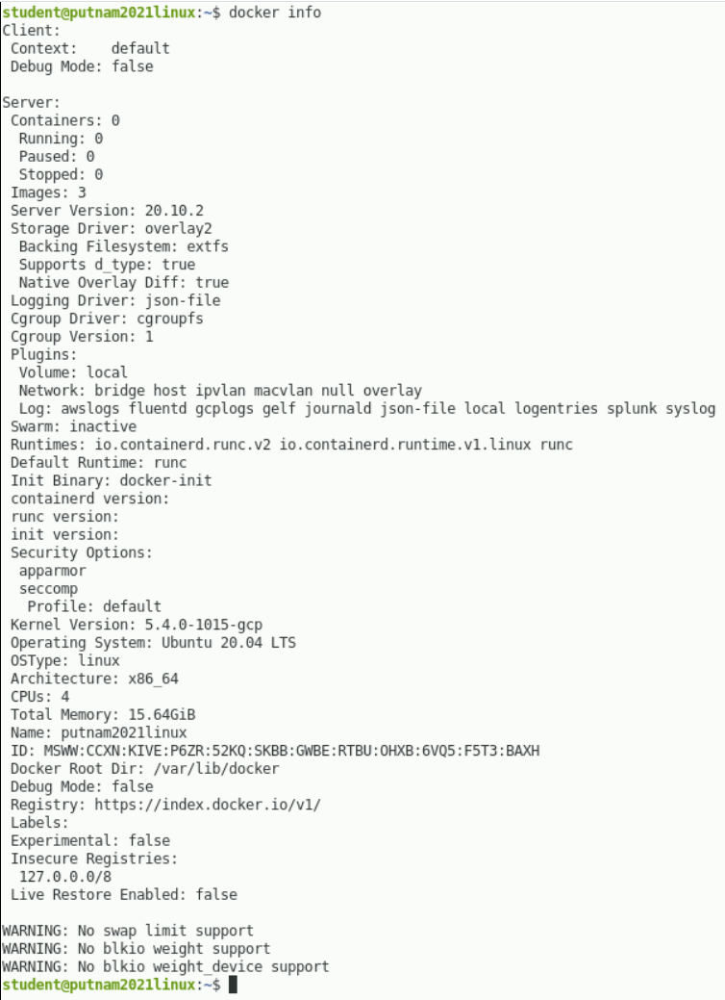 student@putnam2021linux:~$ docker info
Client:
 Context:    default
 Debug Mode: false

Server:
 Containers: 0
  Running: 0
  Paused: 0
  Stopped: 0
 Images: 3
 Server Version: 20.10.2
 Storage Driver: overlay2
  Backing Filesystem: extfs
  Supports d_type: true
  Native Overlay Diff: true
 Logging Driver: json-file
 Cgroup Driver: cgroupfs
 Cgroup Version: 1
 Plugins:
  Volume: local
  Network: bridge host ipvlan macvlan null overlay
  Log: awslogs fluentd gcplogs gelf journald json-file local logentries splunk syslog
 Swarm: inactive
 Runtimes: io.containerd.runc.v2 io.containerd.runtime.v1.linux runc
 Default Runtime: runc
 Init Binary: docker-init
 containerd version:
 runc version:
 init version:
 Security Options:
  apparmor
  seccomp
   Profile: default
 Kernel Version: 5.4.0-1015-gcp
 Operating System: Ubuntu 20.04 LTS
 OSType: linux
 Architecture: x86_64
 CPUs: 4
 Total Memory: 15.64GiB
 Name: putnam2021linux
 ID: MSWW:CCXN:KIVE:P6ZR:52KQ:SKBB:GWBE:RTBU:OHXB:6VQ5:F5T3:BAXH
 Docker Root Dir: /var/lib/docker
 Debug Mode: false
 Registry: https://index.docker.io/v1/
 Labels:
 Experimental: false
 Insecure Registries:
  127.0.0.0/8
 Live Restore Enabled: false

WARNING: No swap limit support
WARNING: No blkio weight support
WARNING: No blkio weight_device support
student@putnam2021linux:~$